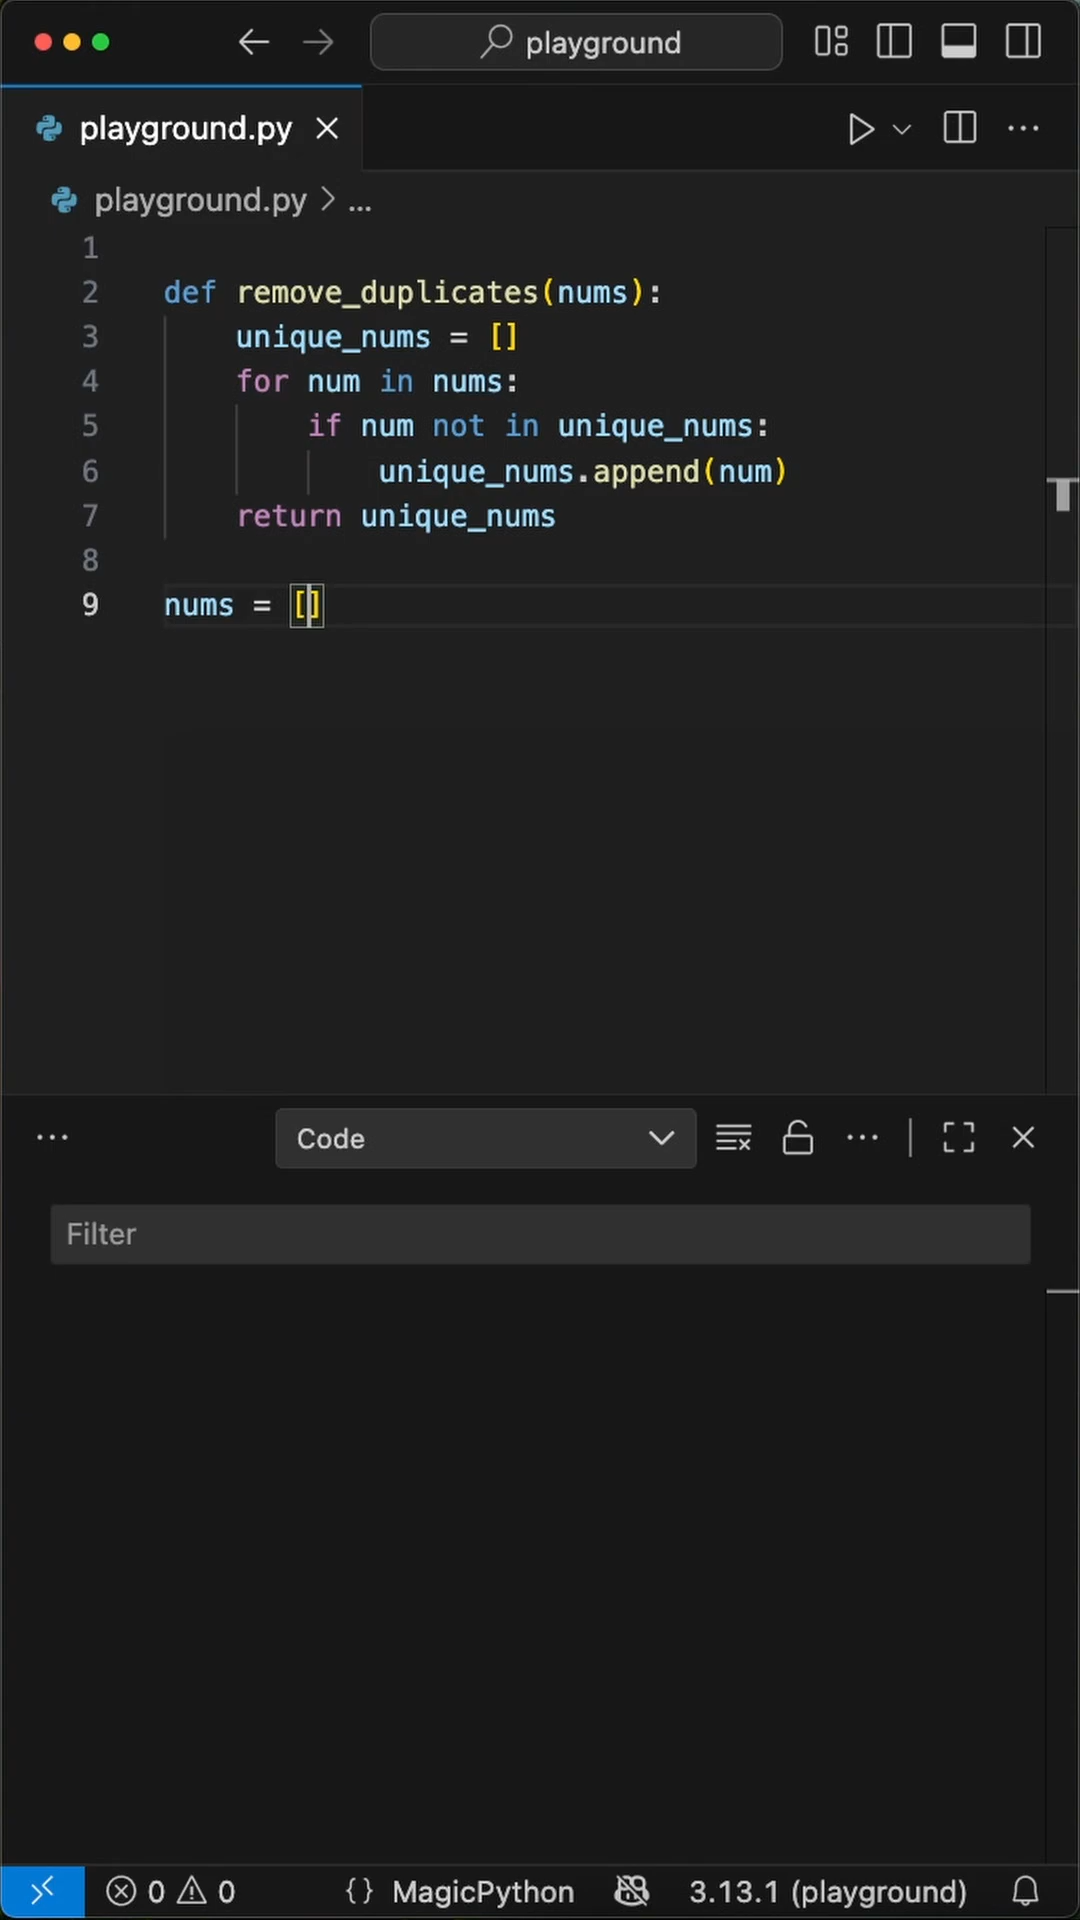 playground
playground.py
playground.py > ...
1
2 def remove_duplicates(nums):
3     unique_nums = []
4     for num in nums:
5         if num not in unique_nums:
6             unique_nums.append(num)
7     return unique_nums
8
9 nums = []
Code
Filter
0 0 {} MagicPython 3.13.1 (playground)